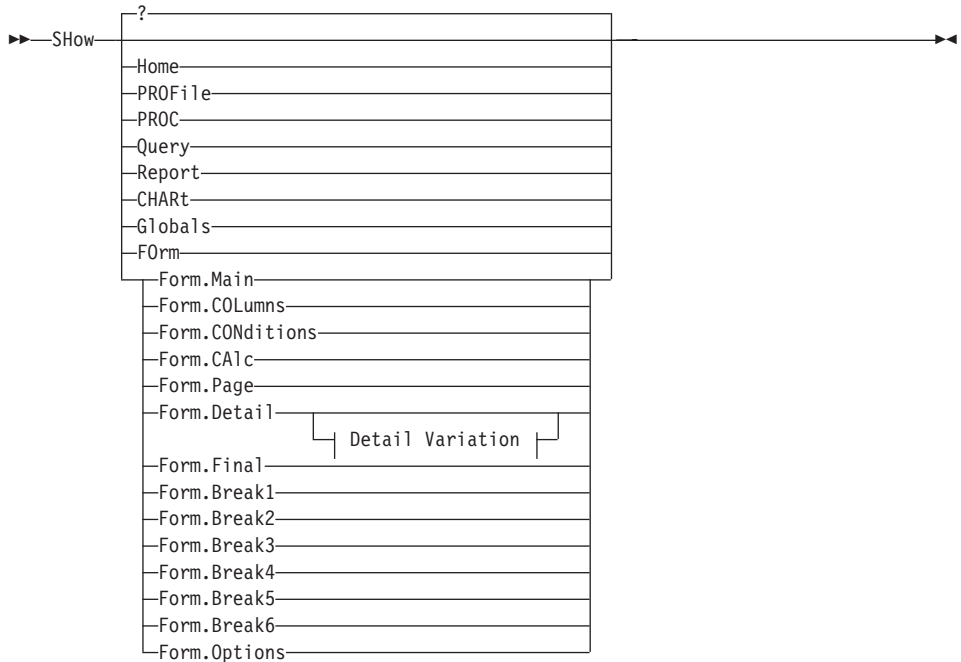 ?
SHow
Home
PROFile
PROC
Query
Report
CHARt
Globals
FOrm
Form.Main
Form.COLumns
Form.CONditions
Form.CAlc
Form.Page
Form.Detail
Detail Variation
Form.Final
Form.Break1
Form.Break2
Form.Break3
Form.Break4
Form.Break5
Form.Break6
Form.Options